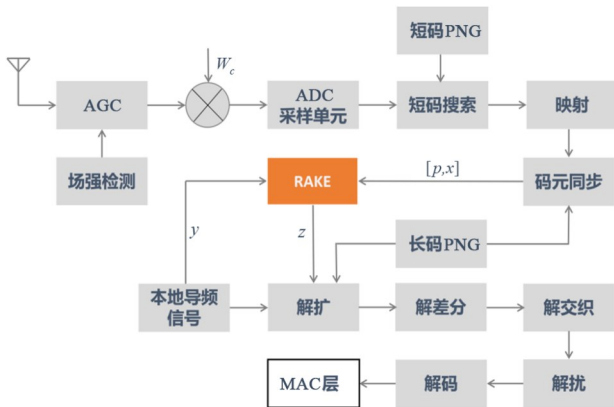 短码PNG
W_c
AGC
ADC
采样单元
短码搜索
映射
场强检测
RAKE
[p,x]
码元同步
y
z
长码PNG
本地导频
信号
解扩
解差分
解交织
MAC层
解码
解扰